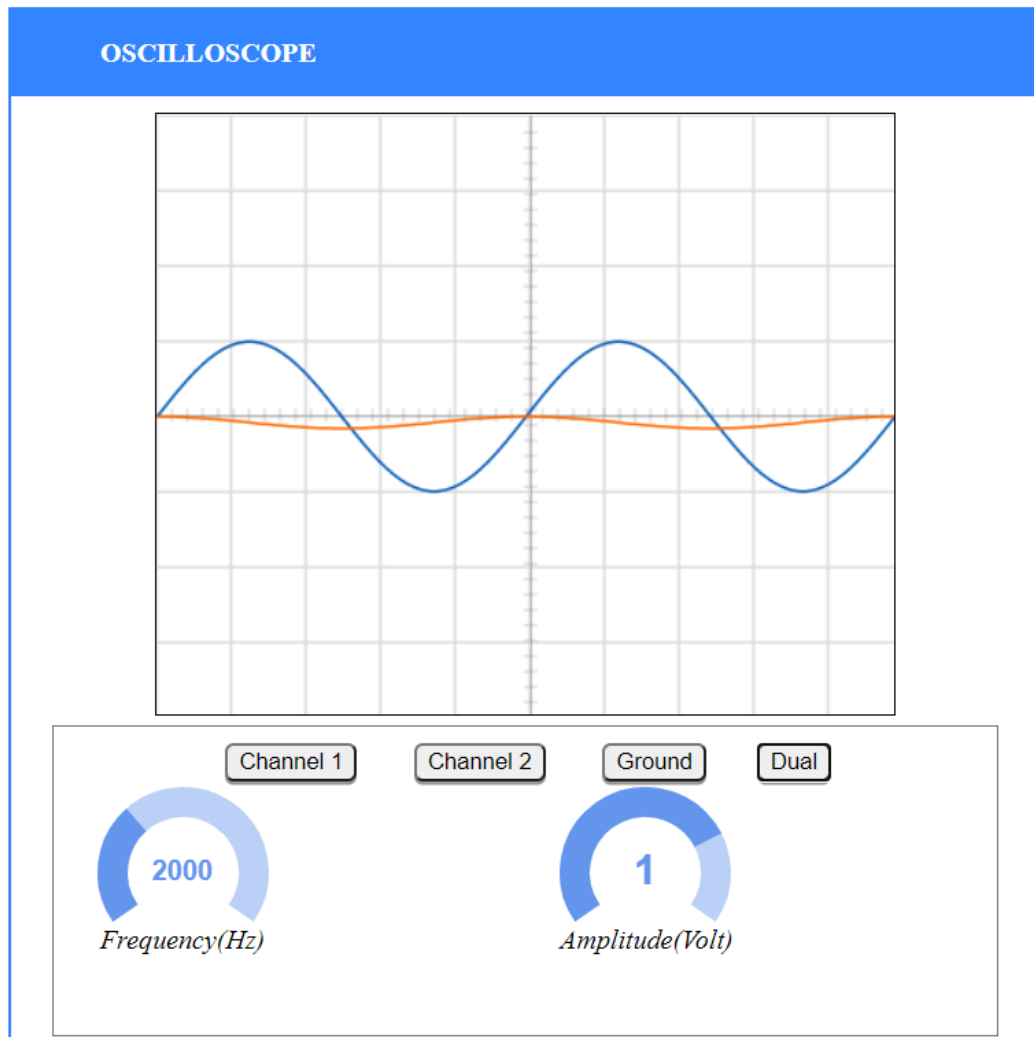 OSCILLOSCOPE
Channel 1 Channel 2 Ground Dual
2000 1
Frequency(Hz) Amplitude(Volt)